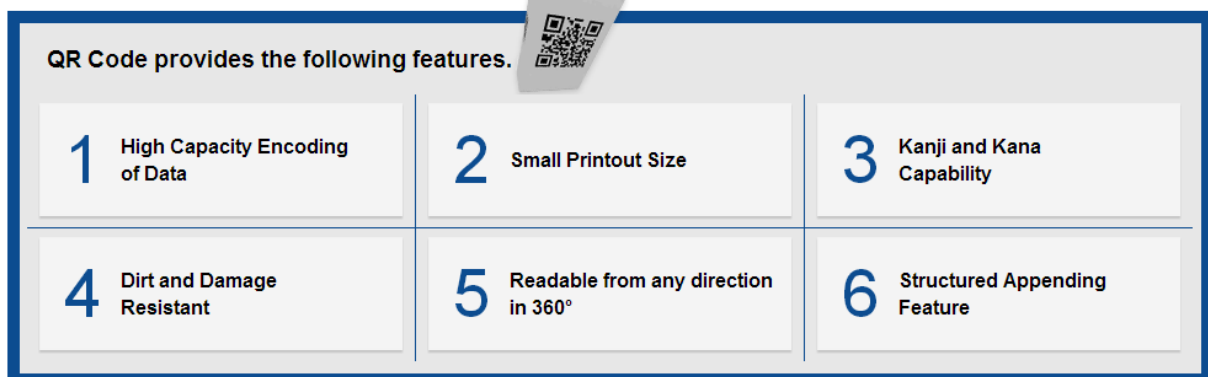 QR Code provides the following features.
1
High Capacity Encoding
of Data
2
Small Printout Size
3
Kanji and Kana
Capability
4
Dirt and Damage
Resistant
5
Readable from any direction
in 360°
6
Structured Appending
Feature